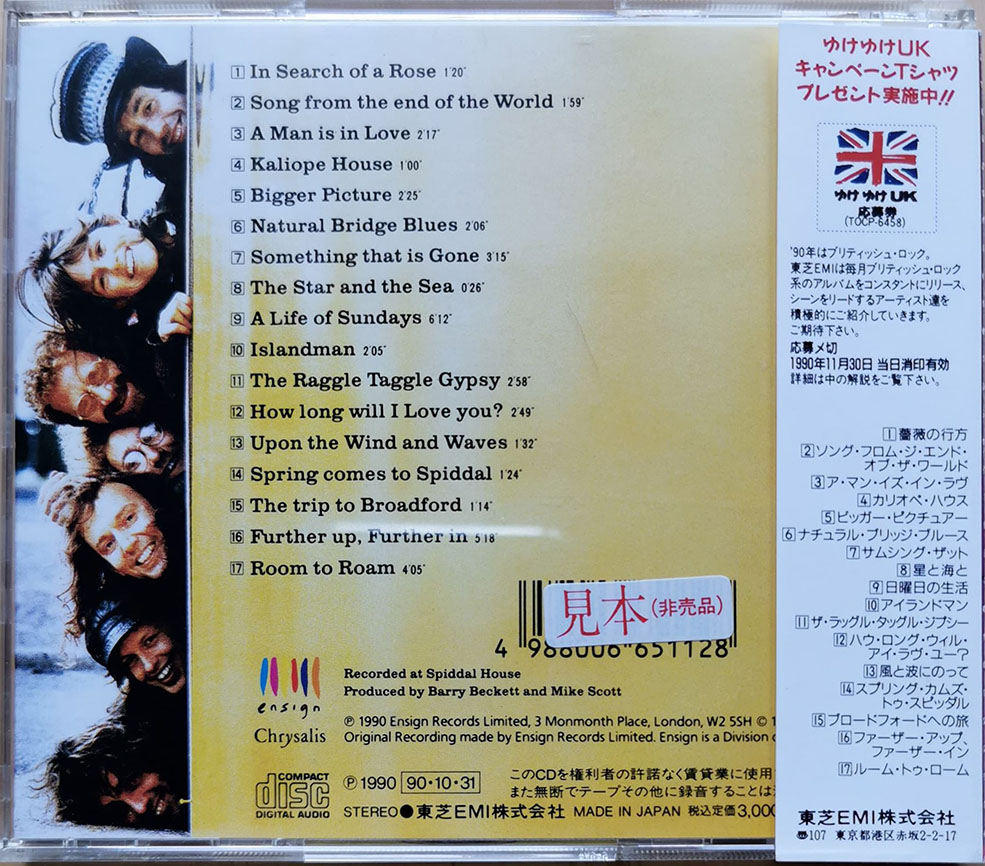 1 In Search of a Rose 1'20"
2 Song from the end of the World 1'59"
3 A Man is in Love 2'17"
4 Kaliope House 1'00"
5 Bigger Picture 2'25"
6 Natural Bridge Blues 2'06"
7 Something that is Gone 3'15"
8 The Star and the Sea 0'26"
9 A Life of Sundays 6'12"
10 Islandman 2'05"
11 The Raggle Taggle Gypsy 2'58"
12 How long will I Love you? 2'49"
13 Upon the Wind and Waves 1'32"
14 Spring comes to Spiddal 1'24"
15 The trip to Broadford 1'14"
16 Further up, Further in 5'18"
17 Room to Roam 4'05"
見本(非売品)
4 988006 651128
ensign
Chrysalis
Recorded at Spiddal House
Produced by Barry Beckett and Mike Scott
℗ 1990 Ensign Records Limited, 3 Monmonth Place, London, W2 5SH © 1
Original Recording made by Ensign Records Limited. Ensign is a Division
COMPACT
disc
DIGITAL AUDIO
℗ 1990 90・10・31
このCDを権利者の許諾なく賃貸業に使用
また無断でテープその他に録音することは
STEREO●東芝EMI株式会社 MADE IN JAPAN 税込定価3,000
ゆけゆけUK
キャンペーンTシャツ
プレゼント実施中!!
ゆけ ゆけ UK
応募券
(TOCP-6458)
'90年はブリティッシュ・ロック。
東芝EMIは毎月ブリティッシュ・ロック
系のアルバムをコンスタントにリリース、
シーンをリードするアーティスト達を
積極的にご紹介していきます。
ご期待下さい。
応募〆切
1990年11月30日 当日消印有効
詳細は中の解説をご覧下さい。
1 薔薇の行方
2 ソング・フロム・ジ・エンド・
オブ・ザ・ワールド
3 ア・マン・イズ・イン・ラヴ
4 カリオペ・ハウス
5 ビッガー・ピクチュアー
6 ナチュラル・ブリッジ・ブルース
7 サムシング・ザット
8 星と海と
9 日曜日の生活
10 アイランドマン
11 ザ・ラッグル・タッグル・ジプシー
12 ハウ・ロング・ウィル・
アイ・ラヴ・ユー?
13 風と波にのって
14 スプリング・カムズ・
トゥ・スピッダル
15 ブロードフォードへの旅
16 ファーザー・アップ、
ファーザー・イン
17 ルーム・トゥ・ローム
東芝EMI株式会社
〠107 東京都港区赤坂2-2-17